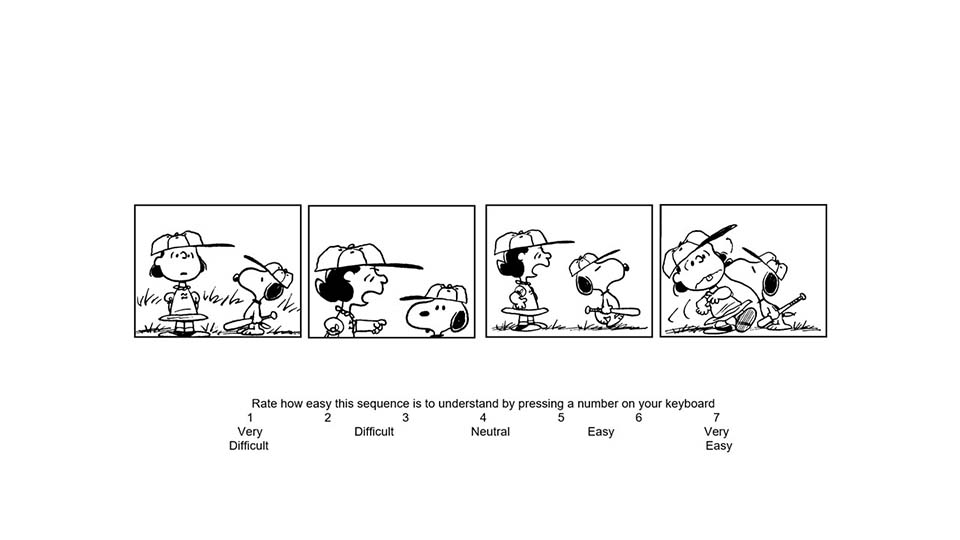 Rate how easy this sequence is to understand by pressing a number on your keyboard
1 2 3 4 5 6 7
Very Difficult Neutral Easy Very
Difficult Easy